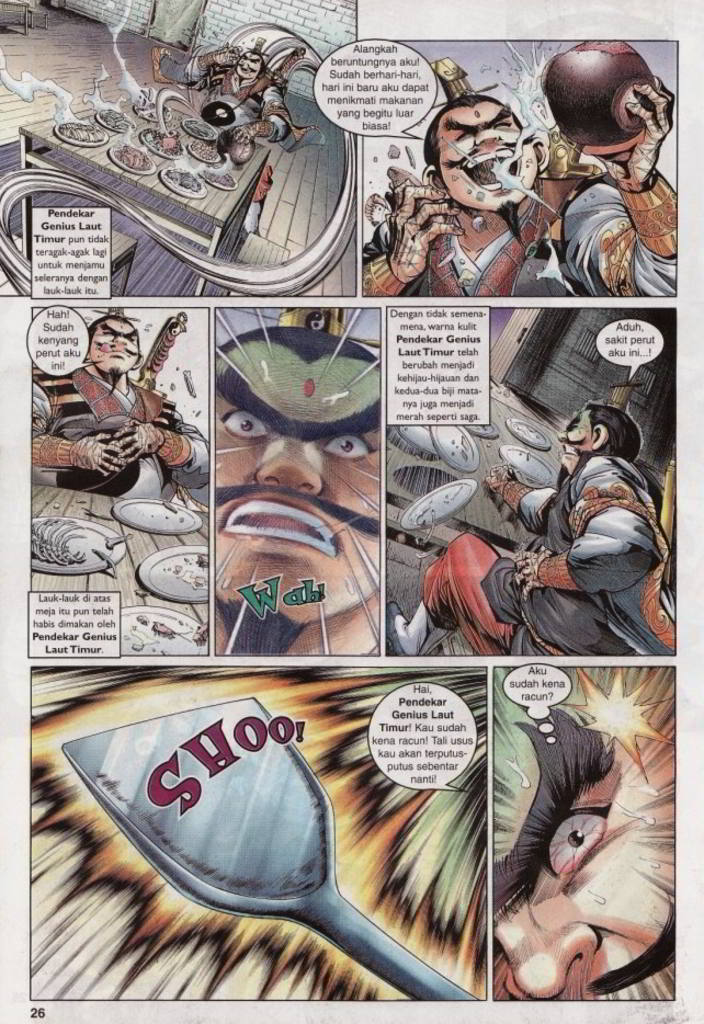 Pendekar
Genius Laut
Timur pun tidak
teragak-agak lagi
untuk menjamu
seleranya dengan
lauk-lauk itu.
Alangkah
beruntungnya aku!
Sudah berhari-hari,
hari ini baru aku dapat
menikmati makanan
yang begitu luar
biasa!
Hah!
Sudah
kenyang
perut aku
ini!
Lauk-lauk di atas
meja itu pun telah
habis dimakan oleh
Pendekar Genius
Laut Timur.
Wah!
Dengan tidak semena-
mena, warna kulit
Pendekar Genius
Laut Timur telah
berubah menjadi
kehijau-hijauan dan
kedua-dua biji mata-
nya juga menjadi
merah seperti saga.
Aduh,
sakit perut
aku ini...!
SHOO!
Hai,
Pendekar
Genius Laut
Timur! Kau sudah
kena racun! Tali usus
kau akan terputus-
putus sebentar
nanti!
Aku
sudah kena
racun?
26